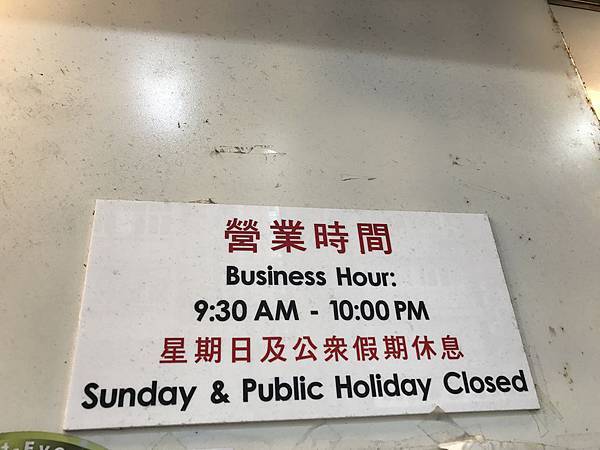 營業時間
Business Hour:
9:30 AM - 10:00 PM
星期日及公衆假期休息
Sunday & Public Holiday Closed